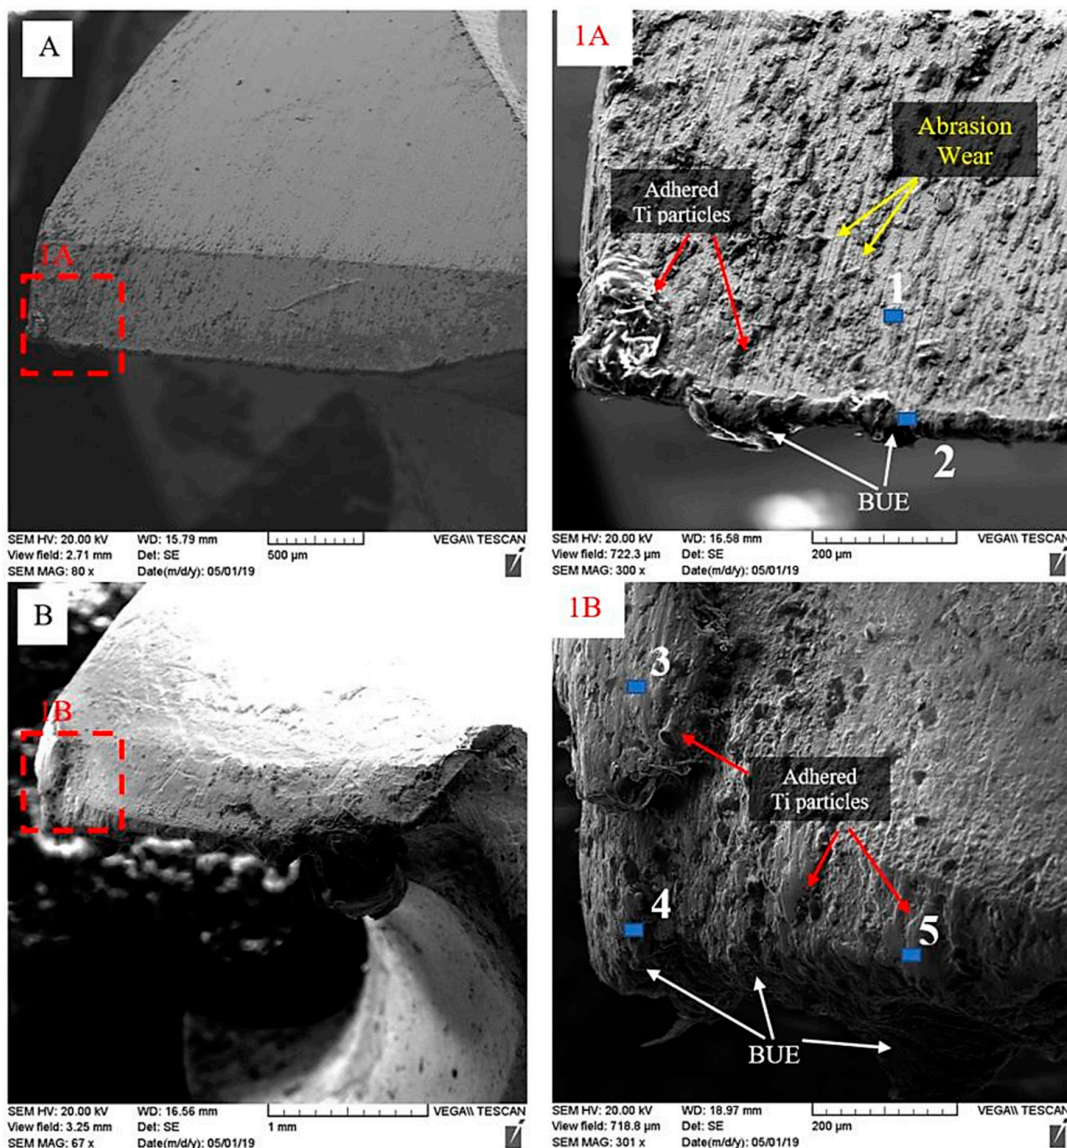 A
1A
SEM HV: 20.00 kV WD: 15.79 mm VEGA\\ TESCAN
View field: 2.71 mm Det: SE 500 µm
SEM MAG: 80 x Date(m/d/y): 05/01/19
1A
Abrasion
Wear
Adhered
Ti particles
1
2
BUE
SEM HV: 20.00 kV WD: 16.58 mm VEGA\\ TESCAN
View field: 722.3 µm Det: SE 200 µm
SEM MAG: 300 x Date(m/d/y): 05/01/19
B
1B
SEM HV: 20.00 kV WD: 16.56 mm VEGA\\ TESCAN
View field: 3.25 mm Det: SE 1 mm
SEM MAG: 67 x Date(m/d/y): 05/01/19
1B
3
Adhered
Ti particles
4
5
BUE
SEM HV: 20.00 kV WD: 18.97 mm VEGA\\ TESCAN
View field: 718.8 µm Det: SE 200 µm
SEM MAG: 301 x Date(m/d/y): 05/01/19